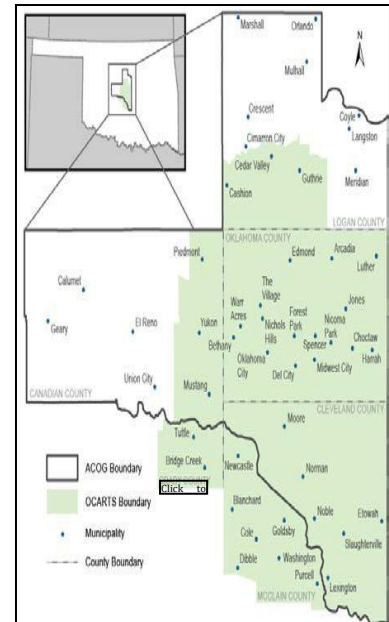 Marshall
Orlando
N
Mulhall
Crescent
Coyle
Langston
Cimarron City
Cedar Valley
Guthrie
Meridian
Cashion
LOGAN COUNTY
OKLAHOMA COUNTY
Piedmont
Edmond
Arcadia
Luther
Calumet
The
Village
Jones
Geary
El Reno
Yukon
Warr
Acres
Nichols
Hills
Forest
Park
Nicoma
Park
Choctaw
Bethany
Spencer
Harrah
Oklahoma
City
Midwest City
Del City
Union City
Mustang
CANADIAN COUNTY
CLEVELAND COUNTY
Moore
Tuttle
Bridge Creek
Newcastle
Norman
ACOG Boundary
OCARTS Boundary
Municipality
County Boundary
Click to
Blanchard
Noble
Etowah
Cole
Goldsby
Slaughterville
Dibble
Washington
Purcell
Lexington
MCCLAIN COUNTY